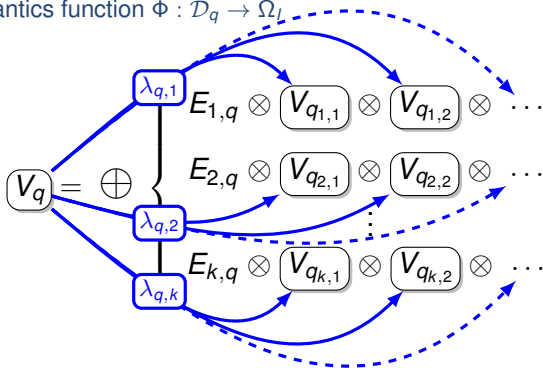 antics function Φ : 𝒟_q → Ω_I
λ_{q,1}
E_{1,q} ⊗ V_{q_{1,1}} ⊗ V_{q_{1,2}} ⊗ ⋯
E_{2,q} ⊗ V_{q_{2,1}} ⊗ V_{q_{2,2}} ⊗ ⋯
V_q = ⊕ {
λ_{q,2}
⋮
E_{k,q} ⊗ V_{q_{k,1}} ⊗ V_{q_{k,2}} ⊗ ⋯
λ_{q,k}